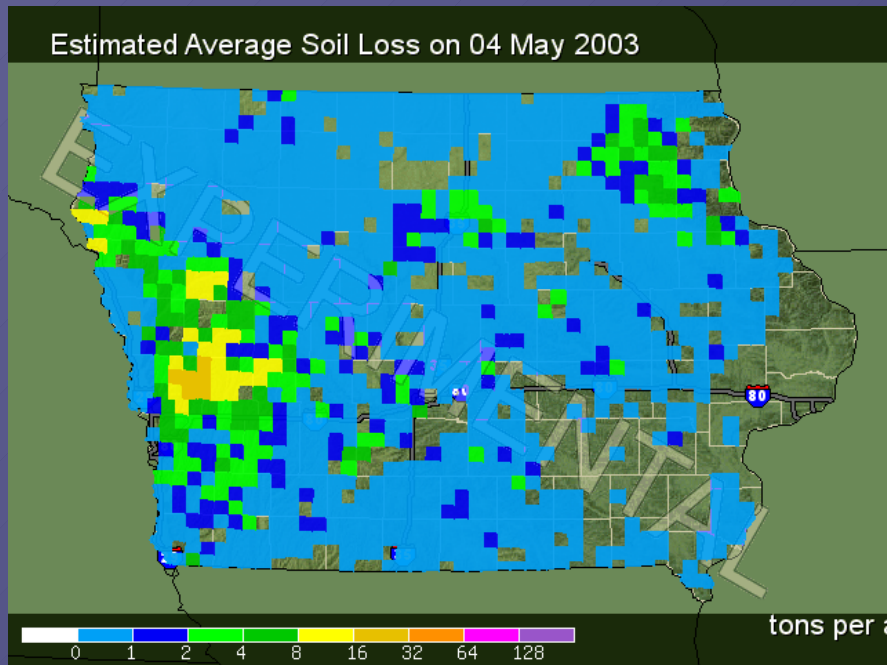 Estimated Average Soil Loss on 04 May 2003
EXPERIMENTAL
80
tons per a
0 1 2 4 8 16 32 64 128